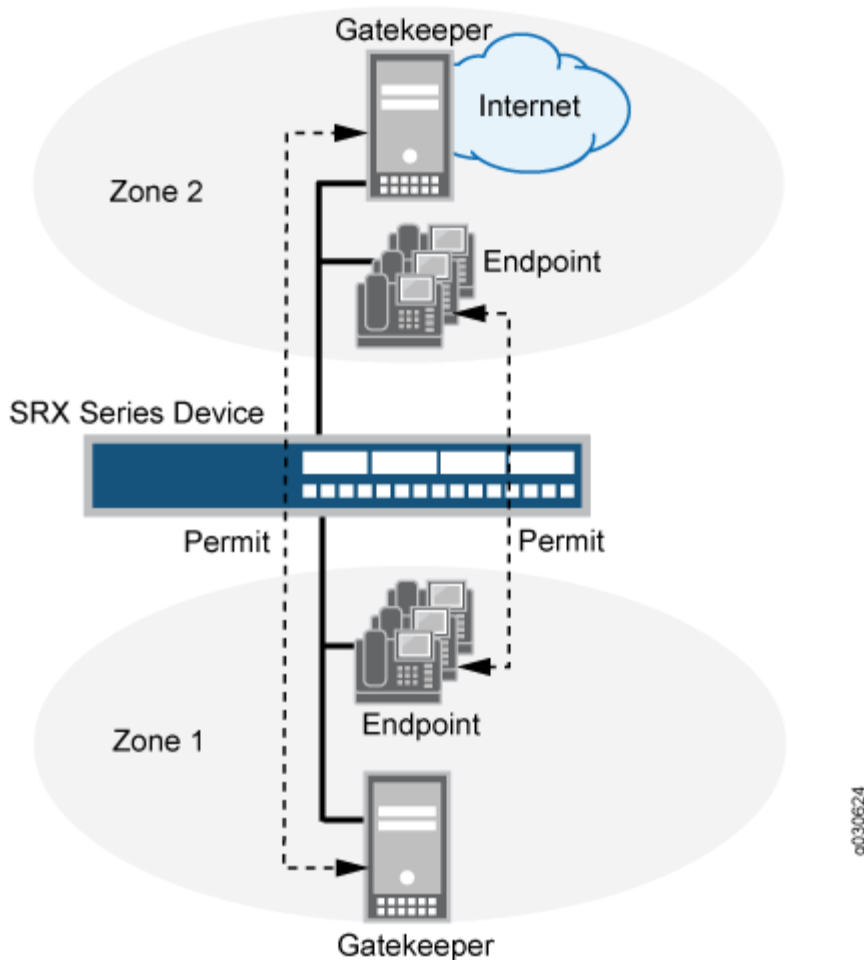 Gatekeeper
Internet
Zone 2
Endpoint
SRX Series Device
Permit
Permit
Endpoint
Zone 1
Gatekeeper
g030624